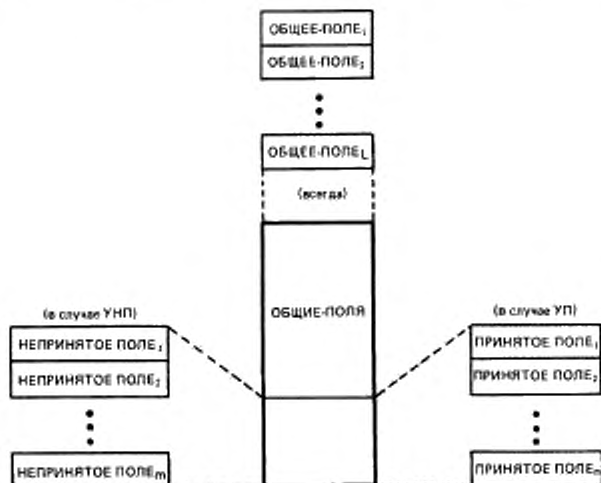 ОБЩЕЕ-ПОЛЕ₁
ОБЩЕЕ-ПОЛЕ₂
ОБЩЕЕ-ПОЛЕL
(всегда)
ОБЩИЕ-ПОЛЯ
(в случае УНП)
НЕПРИНЯТОЕ ПОЛЕ₁
НЕПРИНЯТОЕ ПОЛЕ₂
НЕПРИНЯТОЕ ПОЛЕm
(в случае УП)
ПРИНЯТОЕ ПОЛЕ₁
ПРИНЯТОЕ ПОЛЕ₂
ПРИНЯТОЕ ПОЛЕn